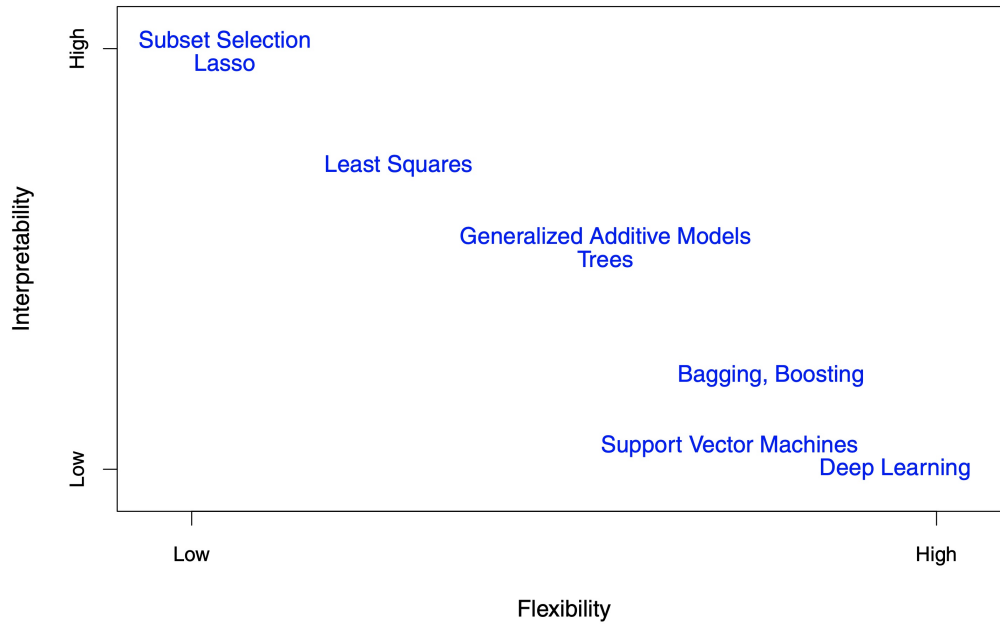 High
Subset Selection
Lasso
Least Squares
Generalized Additive Models
Trees
Interpretability
Bagging, Boosting
Support Vector Machines
Deep Learning
Low
Low
High
Flexibility